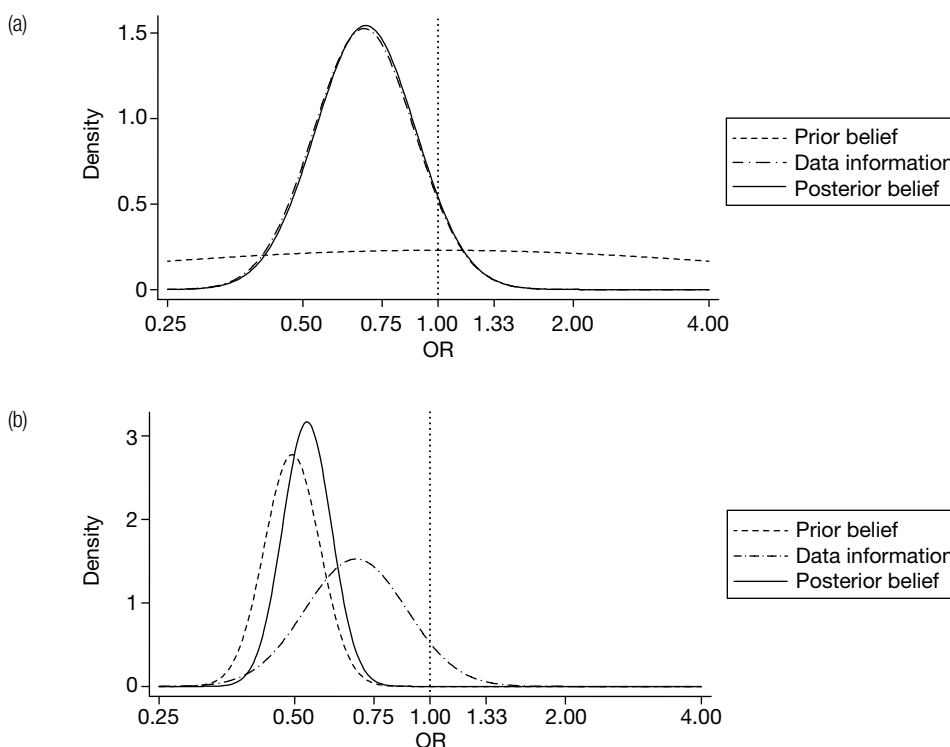 (a)
1.5
1.0
0.5
0
Density
0.25 0.50 0.75 1.00 1.33 2.00 4.00
OR
Prior belief
Data information
Posterior belief
(b)
3
2
1
0
Density
0.25 0.50 0.75 1.00 1.33 2.00 4.00
OR
Prior belief
Data information
Posterior belief